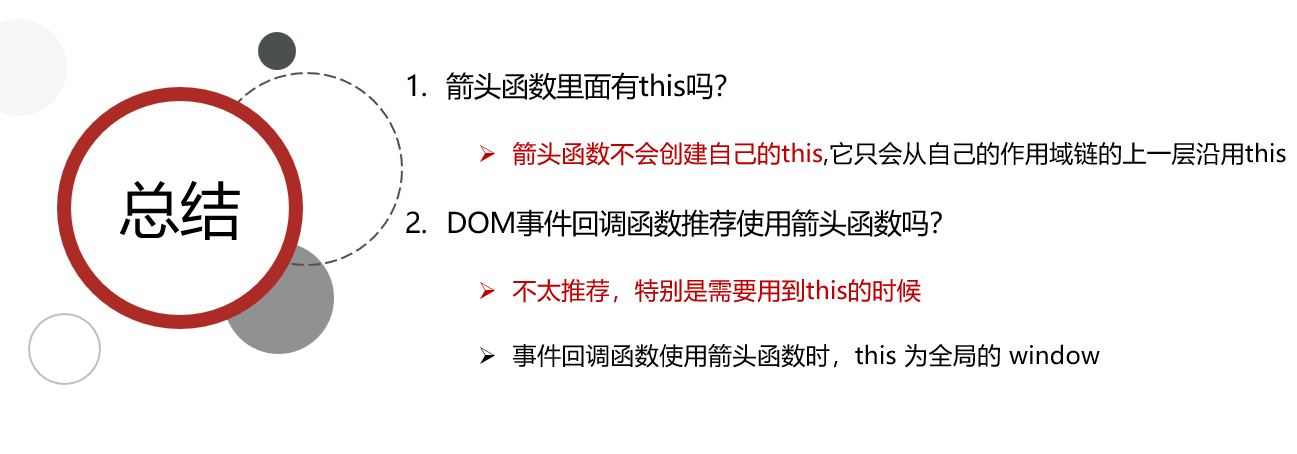 总结
1. 箭头函数里面有this吗？
➢ 箭头函数不会创建自己的this,它只会从自己的作用域链的上一层沿用this
2. DOM事件回调函数推荐使用箭头函数吗？
➢ 不太推荐，特别是需要用到this的时候
➢ 事件回调函数使用箭头函数时，this 为全局的 window